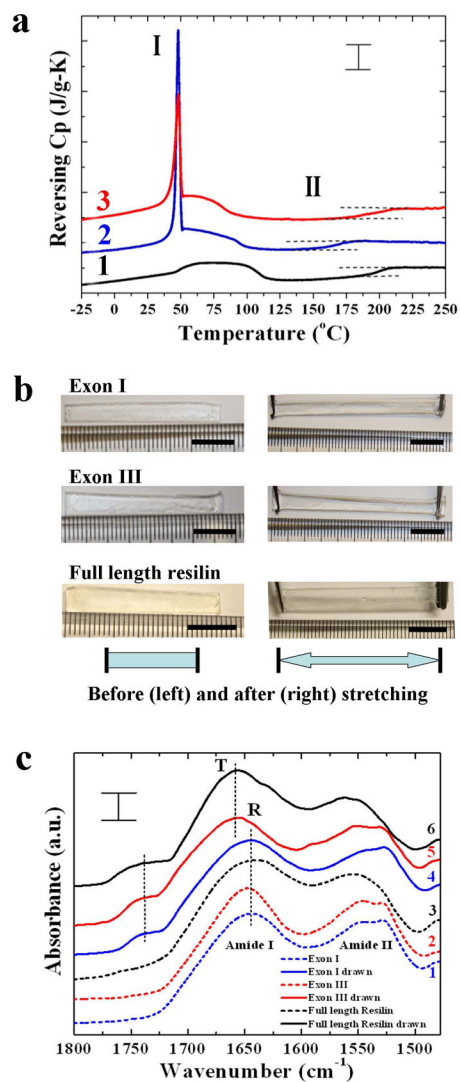 a
I
II
3
2
1
Reversing Cp (J/g-K)
-25 0 25 50 75 100 125 150 175 200 225 250
Temperature (°C)
b
Exon I
Exon III
Full length resilin
Before (left) and after (right) stretching
c
T
R
6
5
4
3
2
1
Absorbance (a.u.)
Amide I
Amide II
Exon I
Exon I drawn
Exon III
Exon III drawn
Full length Resilin
Full length Resilin drawn
1800 1750 1700 1650 1600 1550 1500
Wavenumber (cm⁻¹)